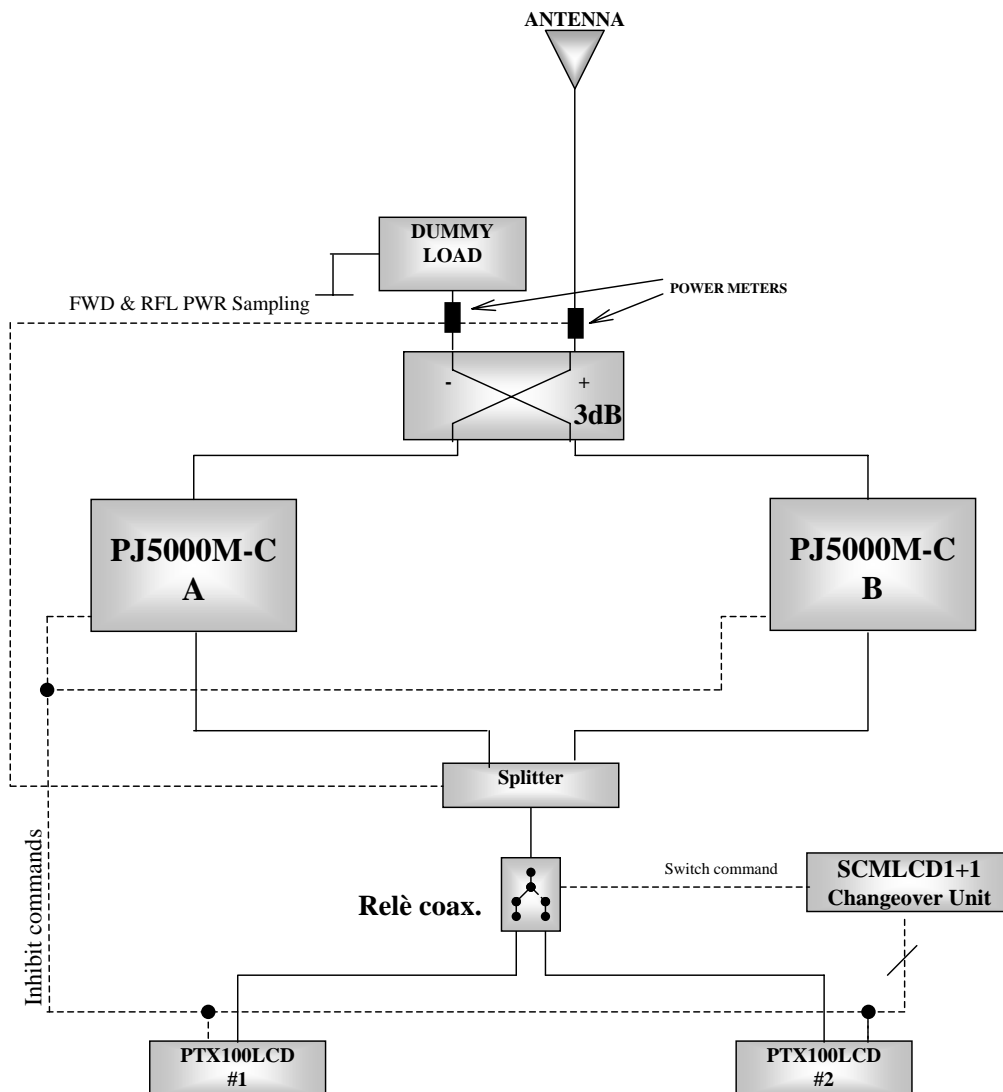 ANTENNA
DUMMY
LOAD
POWER METERS
FWD & RFL PWR Sampling
- +
3dB
PJ5000M-C
A
PJ5000M-C
B
Splitter
Switch command
SCMLCD1+1
Changeover Unit
Relè coax.
Inhibit commands
PTX100LCD
#1
PTX100LCD
#2